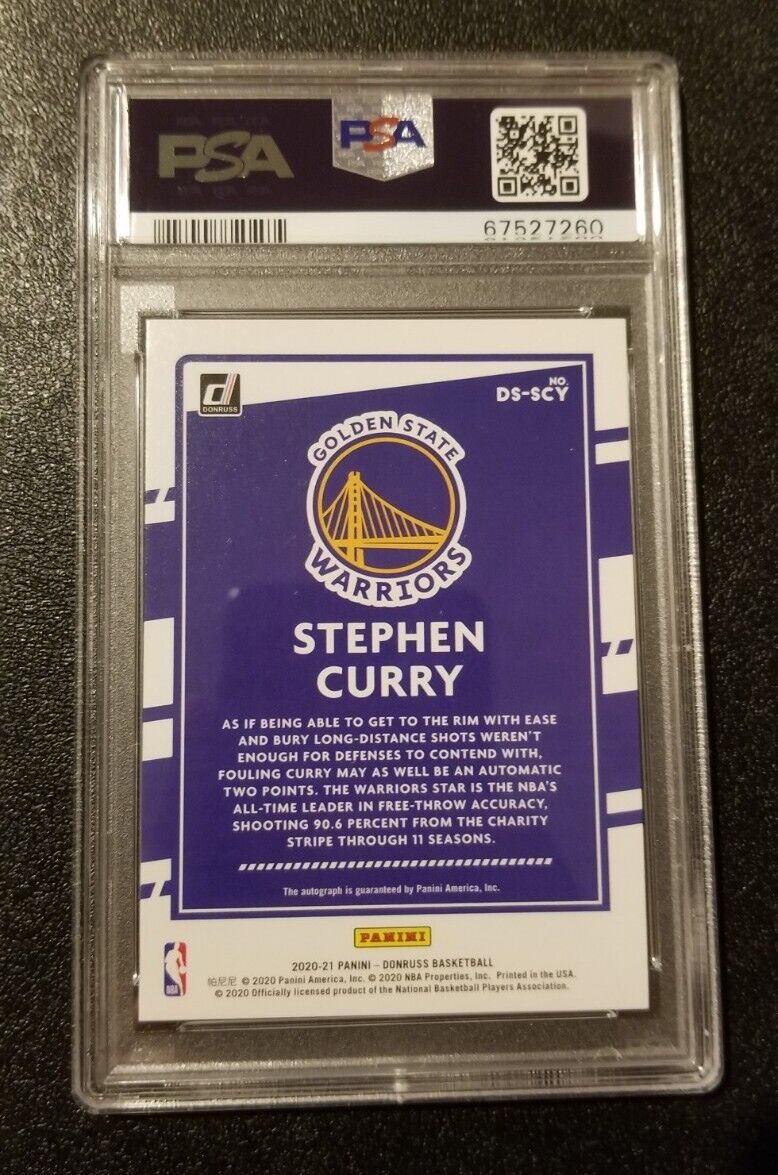 PSA
PSA
67527260
DONRUSS
NO.
DS-SCY
GOLDEN STATE
WARRIORS
STEPHEN
CURRY
AS IF BEING ABLE TO GET TO THE RIM WITH EASE
AND BURY LONG-DISTANCE SHOTS WEREN'T
ENOUGH FOR DEFENSES TO CONTEND WITH,
FOULING CURRY MAY AS WELL BE AN AUTOMATIC
TWO POINTS. THE WARRIORS STAR IS THE NBA'S
ALL-TIME LEADER IN FREE-THROW ACCURACY,
SHOOTING 90.6 PERCENT FROM THE CHARITY
STRIPE THROUGH 11 SEASONS.
The autograph is guaranteed by Panini America, Inc.
PANINI
NBA
2020-21 PANINI – DONRUSS BASKETBALL
帕尼尼 © 2020 Panini America, Inc. © 2020 NBA Properties, Inc. Printed in the USA.
© 2020 Officially licensed product of the National Basketball Players Association.